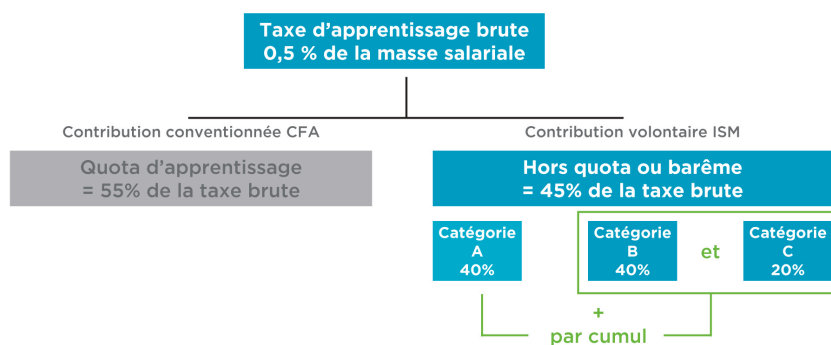 Taxe d'apprentissage brute
0,5 % de la masse salariale
Contribution conventionnée CFA
Contribution volontaire ISM
Quota d'apprentissage
= 55% de la taxe brute
Hors quota ou barême
= 45% de la taxe brute
Catégorie
A
40%
Catégorie
B
40%
et
Catégorie
C
20%
+
par cumul